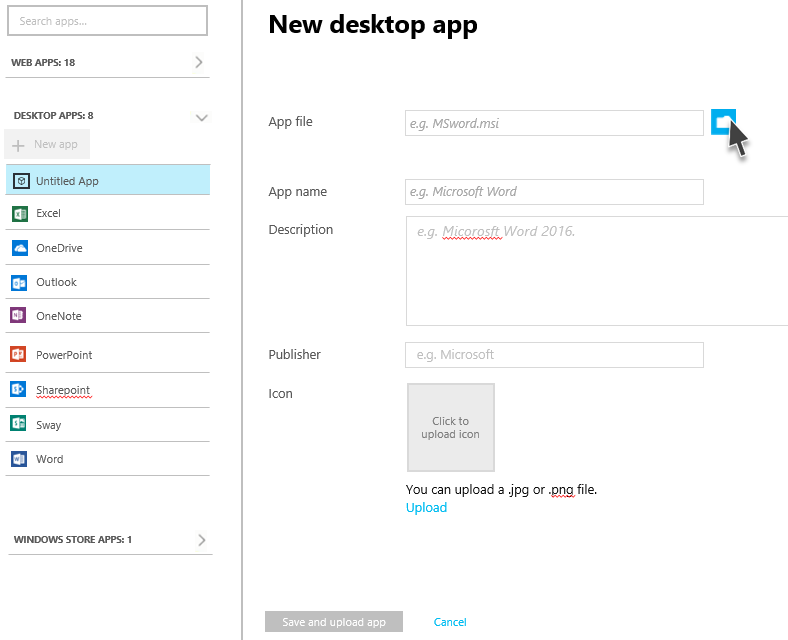 Search apps...
WEB APPS: 18
DESKTOP APPS: 8
New app
Untitled App
Excel
OneDrive
Outlook
OneNote
PowerPoint
Sharepoint
Sway
Word
WINDOWS STORE APPS: 1
New desktop app
App file
e.g. MSword.msi
App name
e.g. Microsoft Word
Description
e.g. Micorosft Word 2016.
Publisher
e.g. Microsoft
Icon
Click to
upload icon
You can upload a .jpg or .png file.
Upload
Save and upload app
Cancel